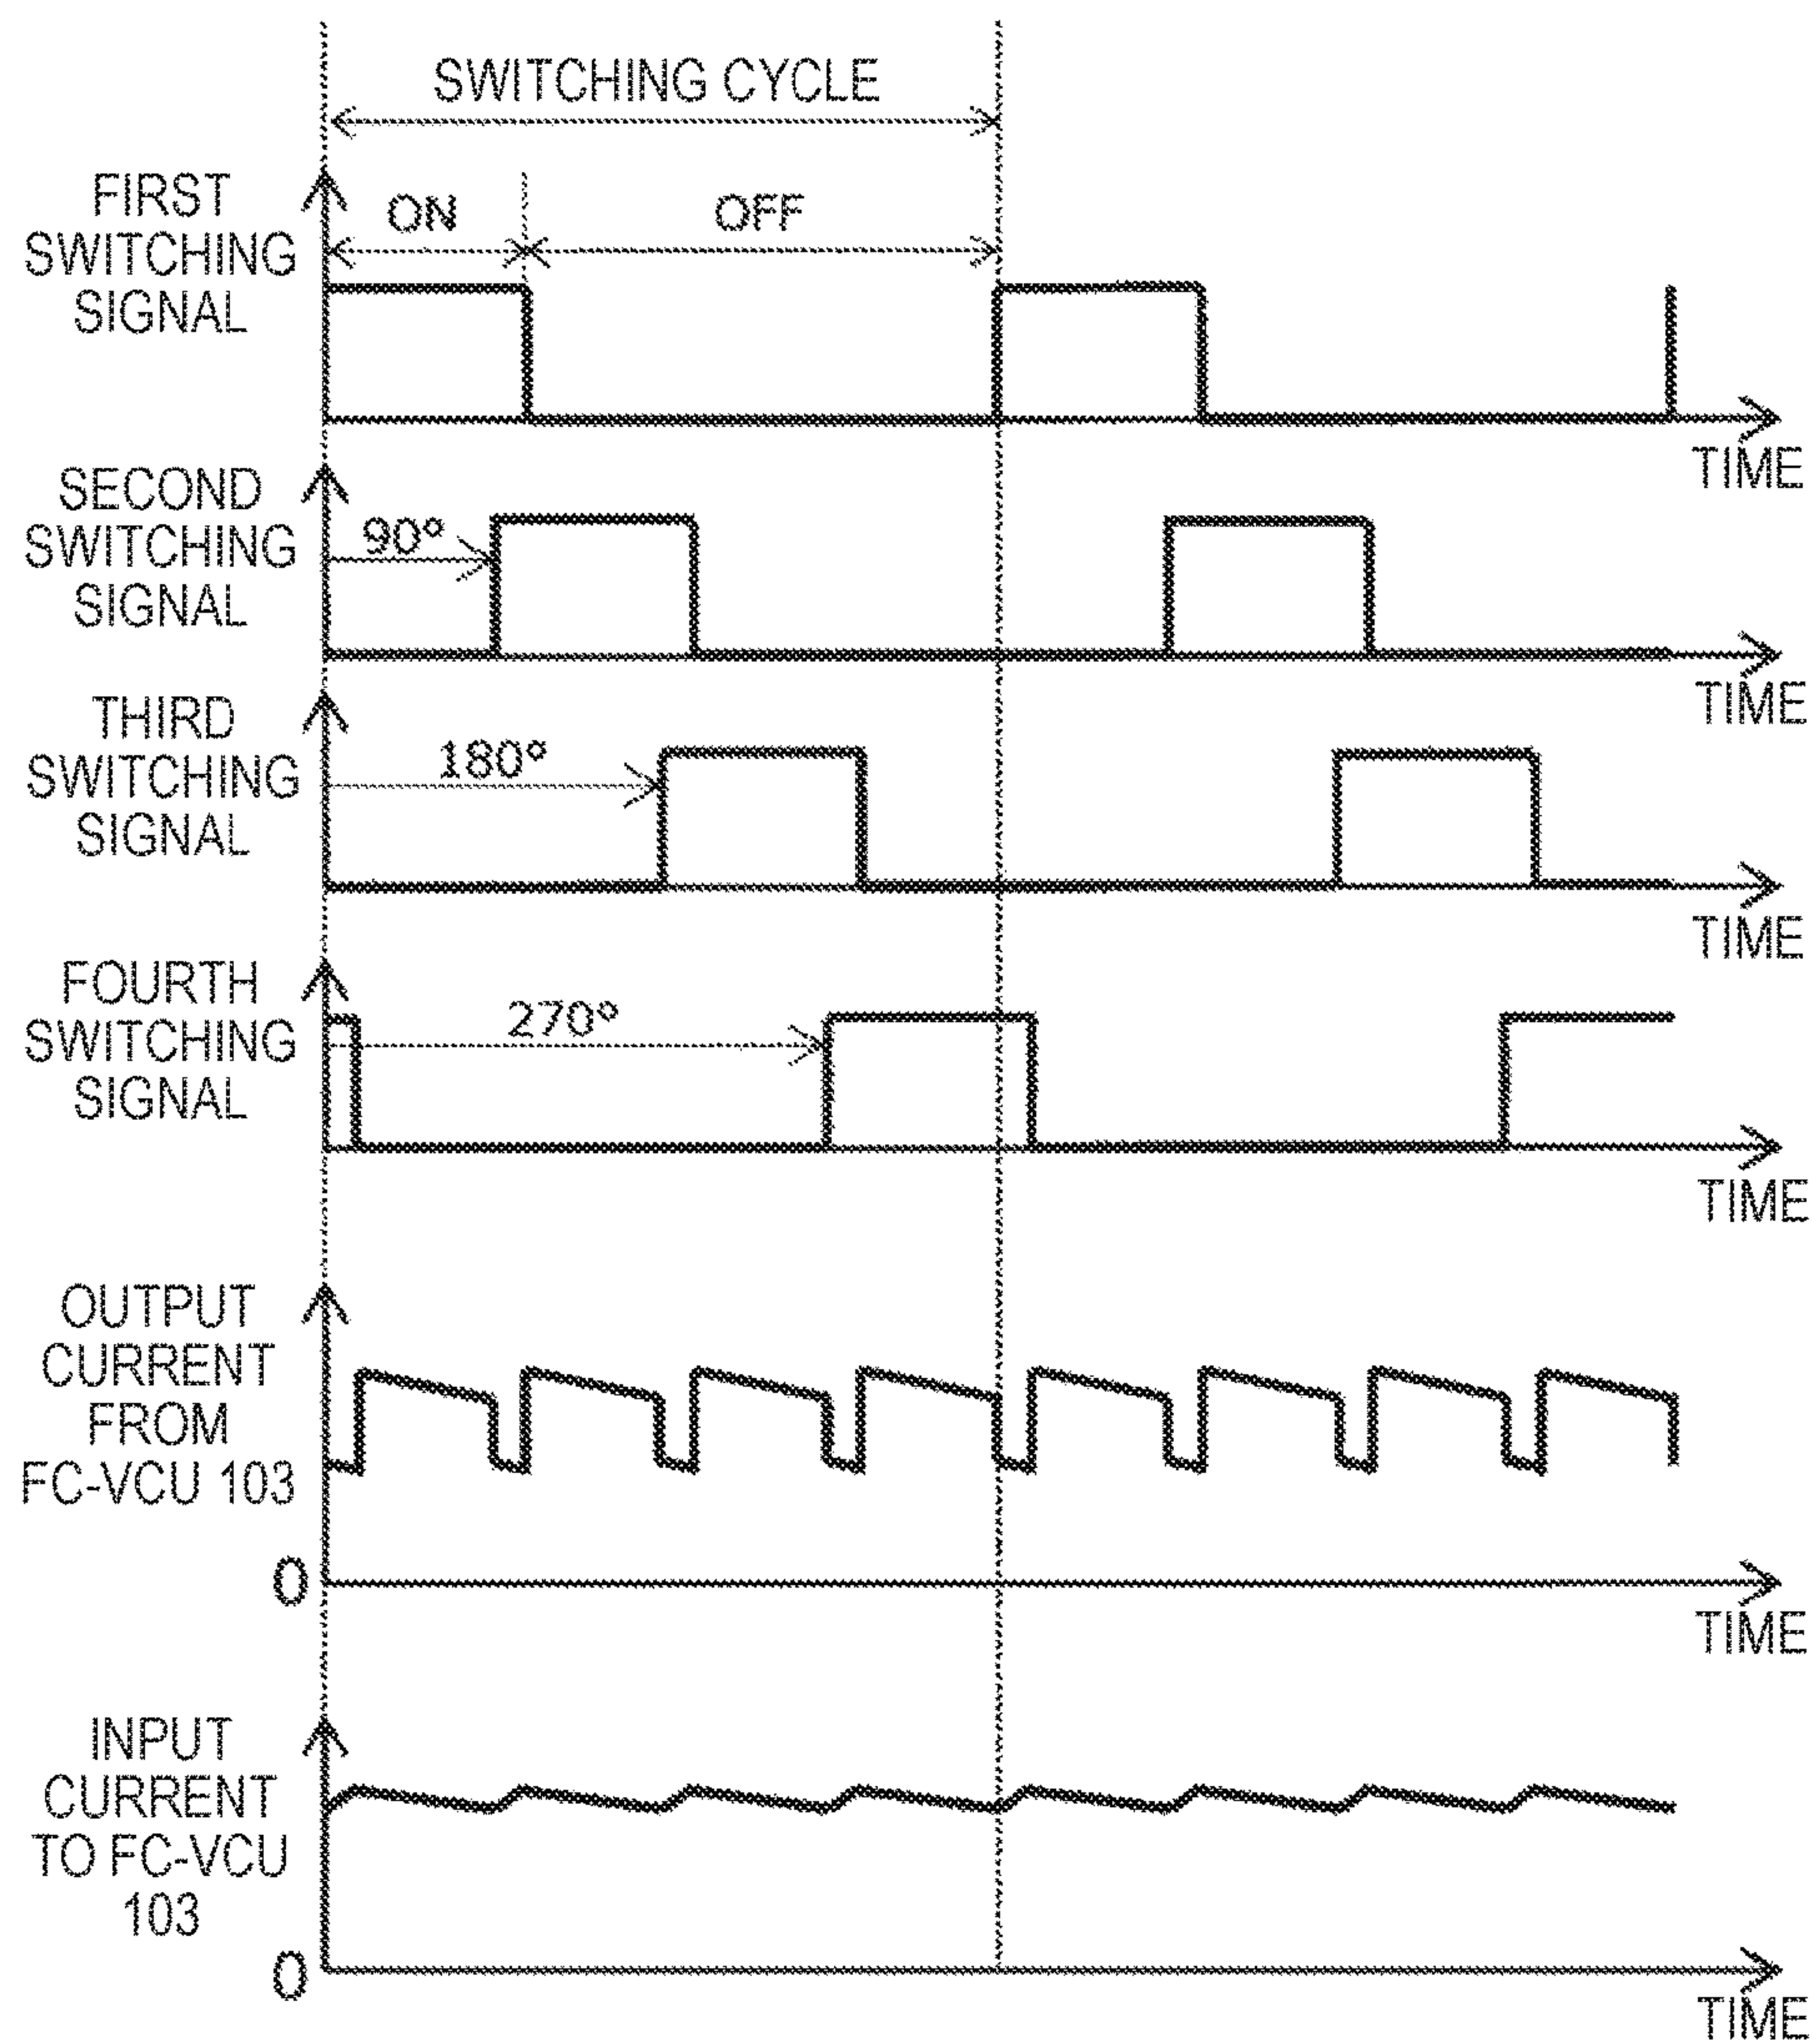 SWITCHING CYCLE
FIRST
SWITCHING
SIGNAL
ON
OFF
TIME
SECOND
SWITCHING
SIGNAL
90°
TIME
THIRD
SWITCHING
SIGNAL
180°
TIME
FOURTH
SWITCHING
SIGNAL
270°
TIME
OUTPUT
CURRENT
FROM
FC-VCU 103
0
TIME
INPUT
CURRENT
TO FC-VCU
103
0
TIME